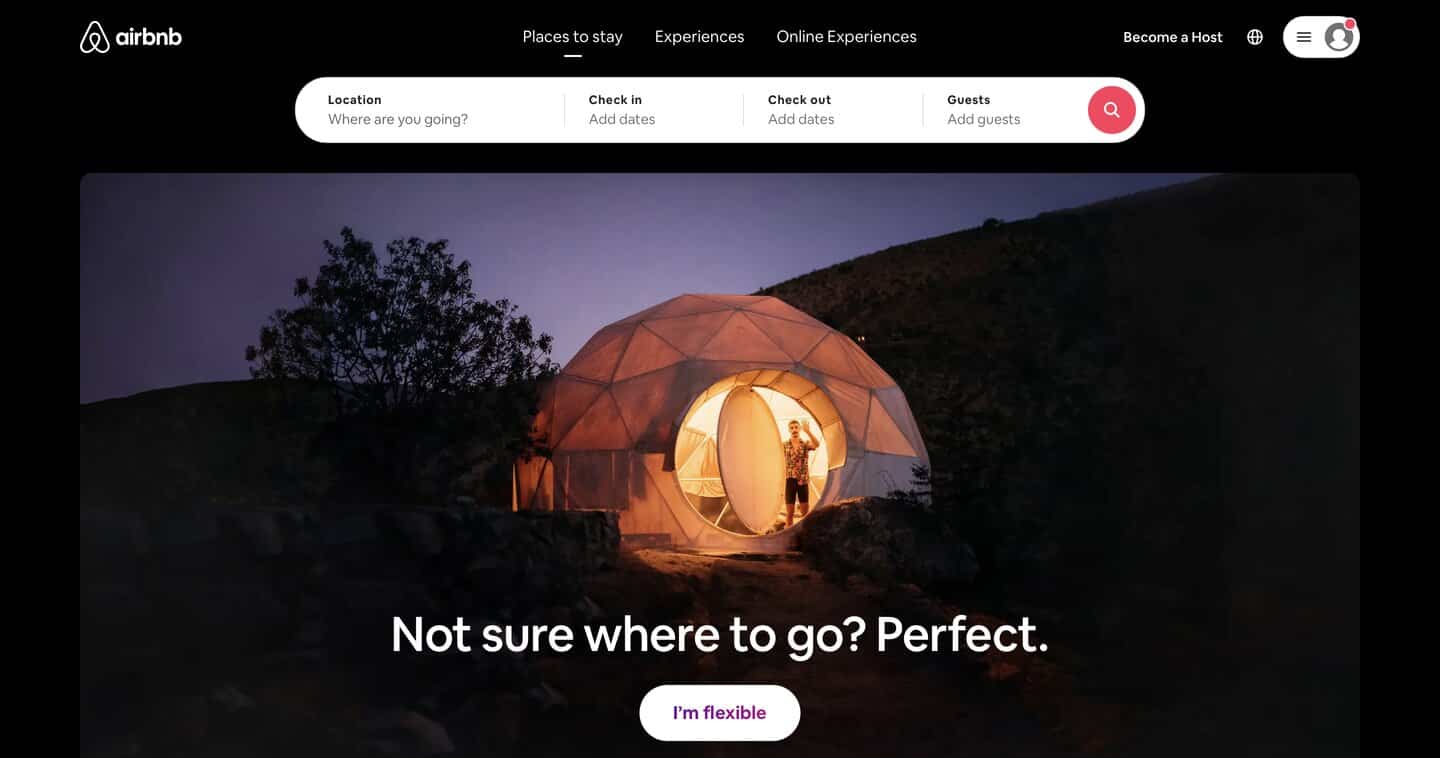 airbnb
Places to stay Experiences Online Experiences
Become a Host
Location Check in Check out Guests
Where are you going? Add dates Add dates Add guests
Not sure where to go? Perfect.
I’m flexible